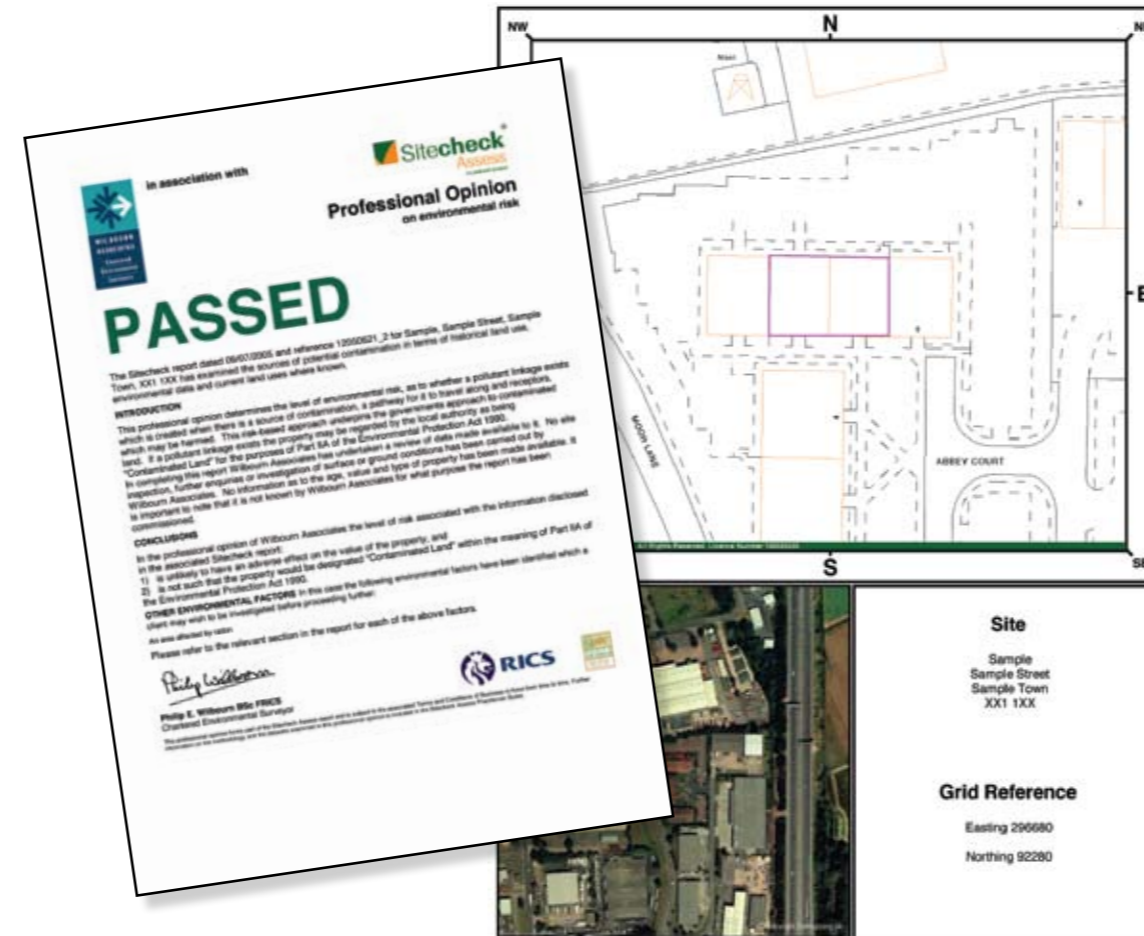 in association with
WILBOURN
ASSOCIATES
Chartered
Environmental
Surveyors
Sitecheck
Assess
Professional Opinion
on environmental risk
PASSED
The Sitecheck report dated 09/07/2005 and reference 12050621_2 for Sample, Sample Street, Sample
Town, XX1 1XX has examined the sources of potential contamination in terms of historical land use,
environmental data and current land uses where known.
INTRODUCTION
This professional opinion determines the level of environmental risk, as to whether a pollutant linkage exists
which is created when there is a source of contamination, a pathway for it to travel along and receptors,
which may be harmed. This risk-based approach underpins the governments approach to contaminated
land. If a pollutant linkage exists the property may be regarded by the local authority as being
"Contaminated Land" for the purposes of Part IIA of the Environmental Protection Act 1990.
In completing this report Wilbourn Associates has undertaken a review of data made available to it. No site
inspection, further enquiries or investigation of surface or ground conditions has been carried out by
Wilbourn Associates. No information as to the age, value and type of property has been made available. It
is important to note that it is not known by Wilbourn Associates for what purpose the report has been
commissioned.
CONCLUSIONS
In the professional opinion of Wilbourn Associates the level of risk associated with the information disclosed
in the associated Sitecheck report:
1) is unlikely to have an adverse effect on the value of the property, and
2) is not such that the property would be designated "Contaminated Land" within the meaning of Part IIA of
the Environmental Protection Act 1990.
OTHER ENVIRONMENTAL FACTORS In this case the following environmental factors have been identified which a
client may wish to be investigated before proceeding further:
An area affected by radon
Please refer to the relevant section in the report for each of the above factors.
Philip Wilbourn
RICS
Philip E. Wilbourn BSc FRICS
Chartered Environmental Surveyor
NW
N
E
S
MOOR LANE
ABBEY COURT
Site
Sample
Sample Street
Sample Town
XX1 1XX
Grid Reference
Easting 296680
Northing 92280